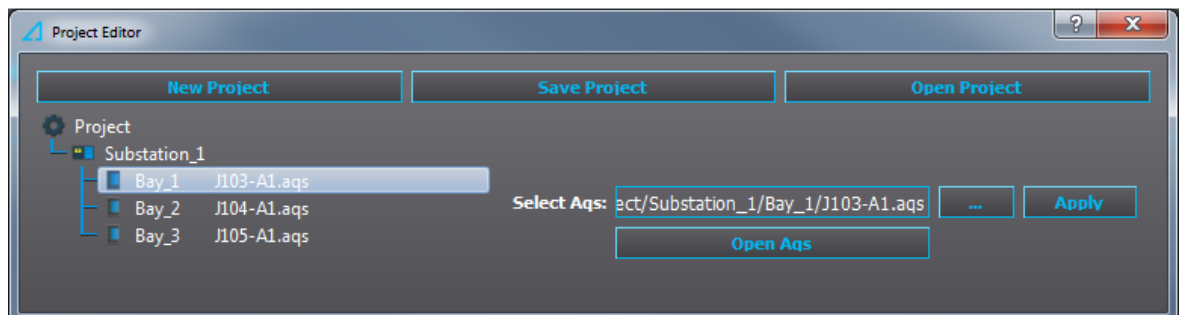 Project Editor
New Project Save Project Open Project
Project
Substation_1
Bay_1 J103-A1.aqs
Bay_2 J104-A1.aqs
Bay_3 J105-A1.aqs
Select Aqs: ect/Substation_1/Bay_1/J103-A1.aqs ... Apply
Open Aqs